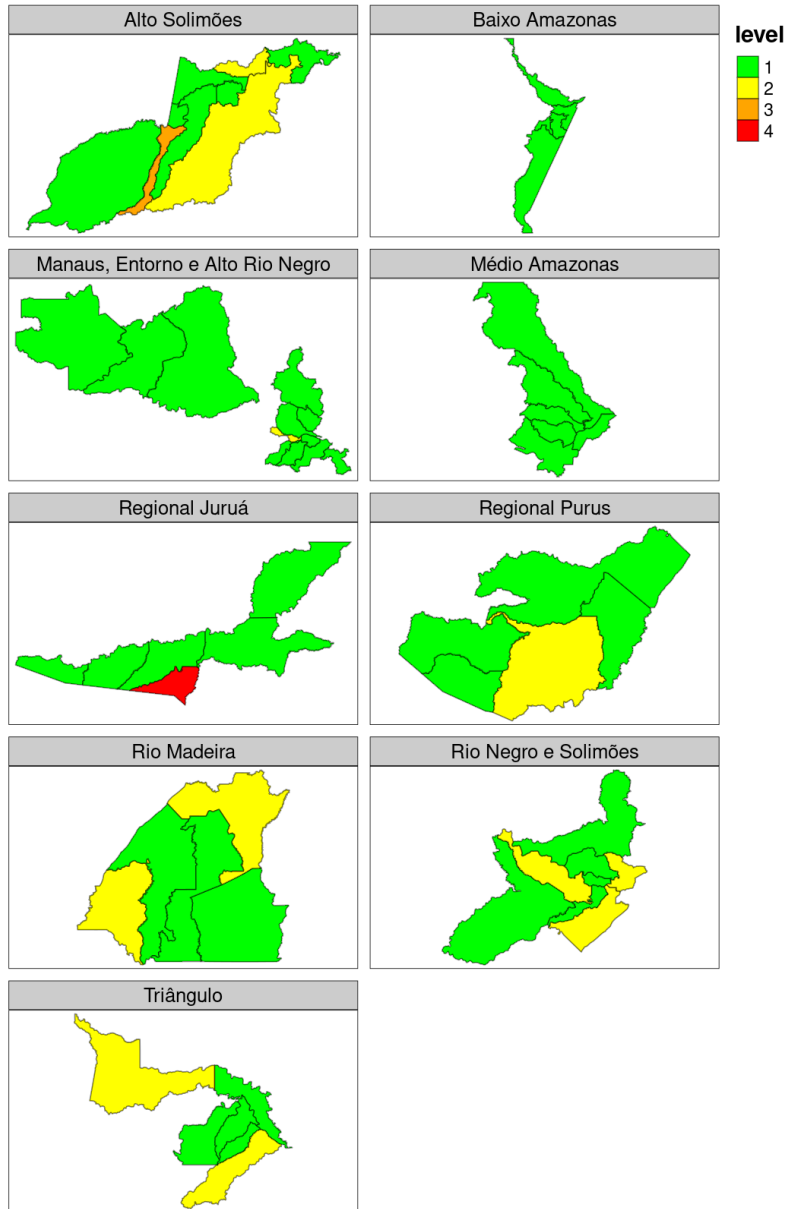 Alto Solimões
Baixo Amazonas
level
1
2
3
4
Manaus, Entorno e Alto Rio Negro
Médio Amazonas
Regional Juruá
Regional Purus
Rio Madeira
Rio Negro e Solimões
Triângulo